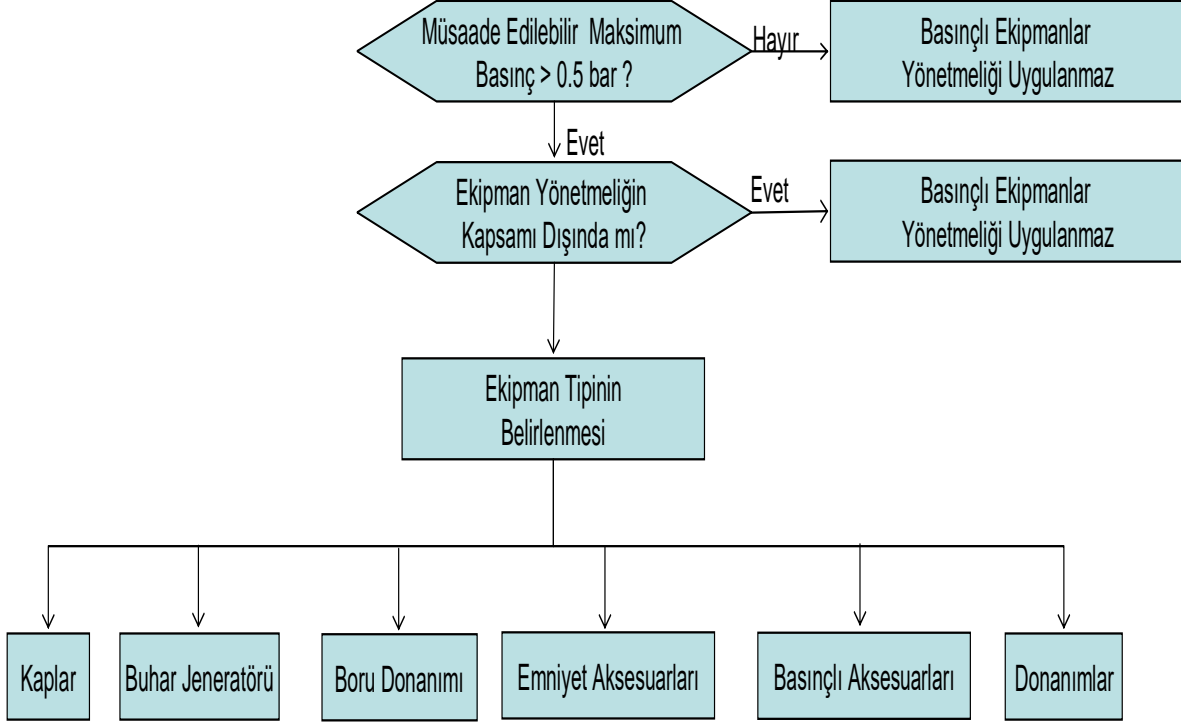 Müsaade Edilebilir Maksimum
Basınç > 0.5 bar ?
Hayır
Basınçlı Ekipmanlar
Yönetmeliği Uygulanmaz
Evet
Ekipman Yönetmeliğin
Kapsamı Dışında mı?
Evet
Basınçlı Ekipmanlar
Yönetmeliği Uygulanmaz
Ekipman Tipinin
Belirlenmesi
Kaplar
Buhar Jeneratörü
Boru Donanımı
Emniyet Aksesuarları
Basınçlı Aksesuarları
Donanımlar